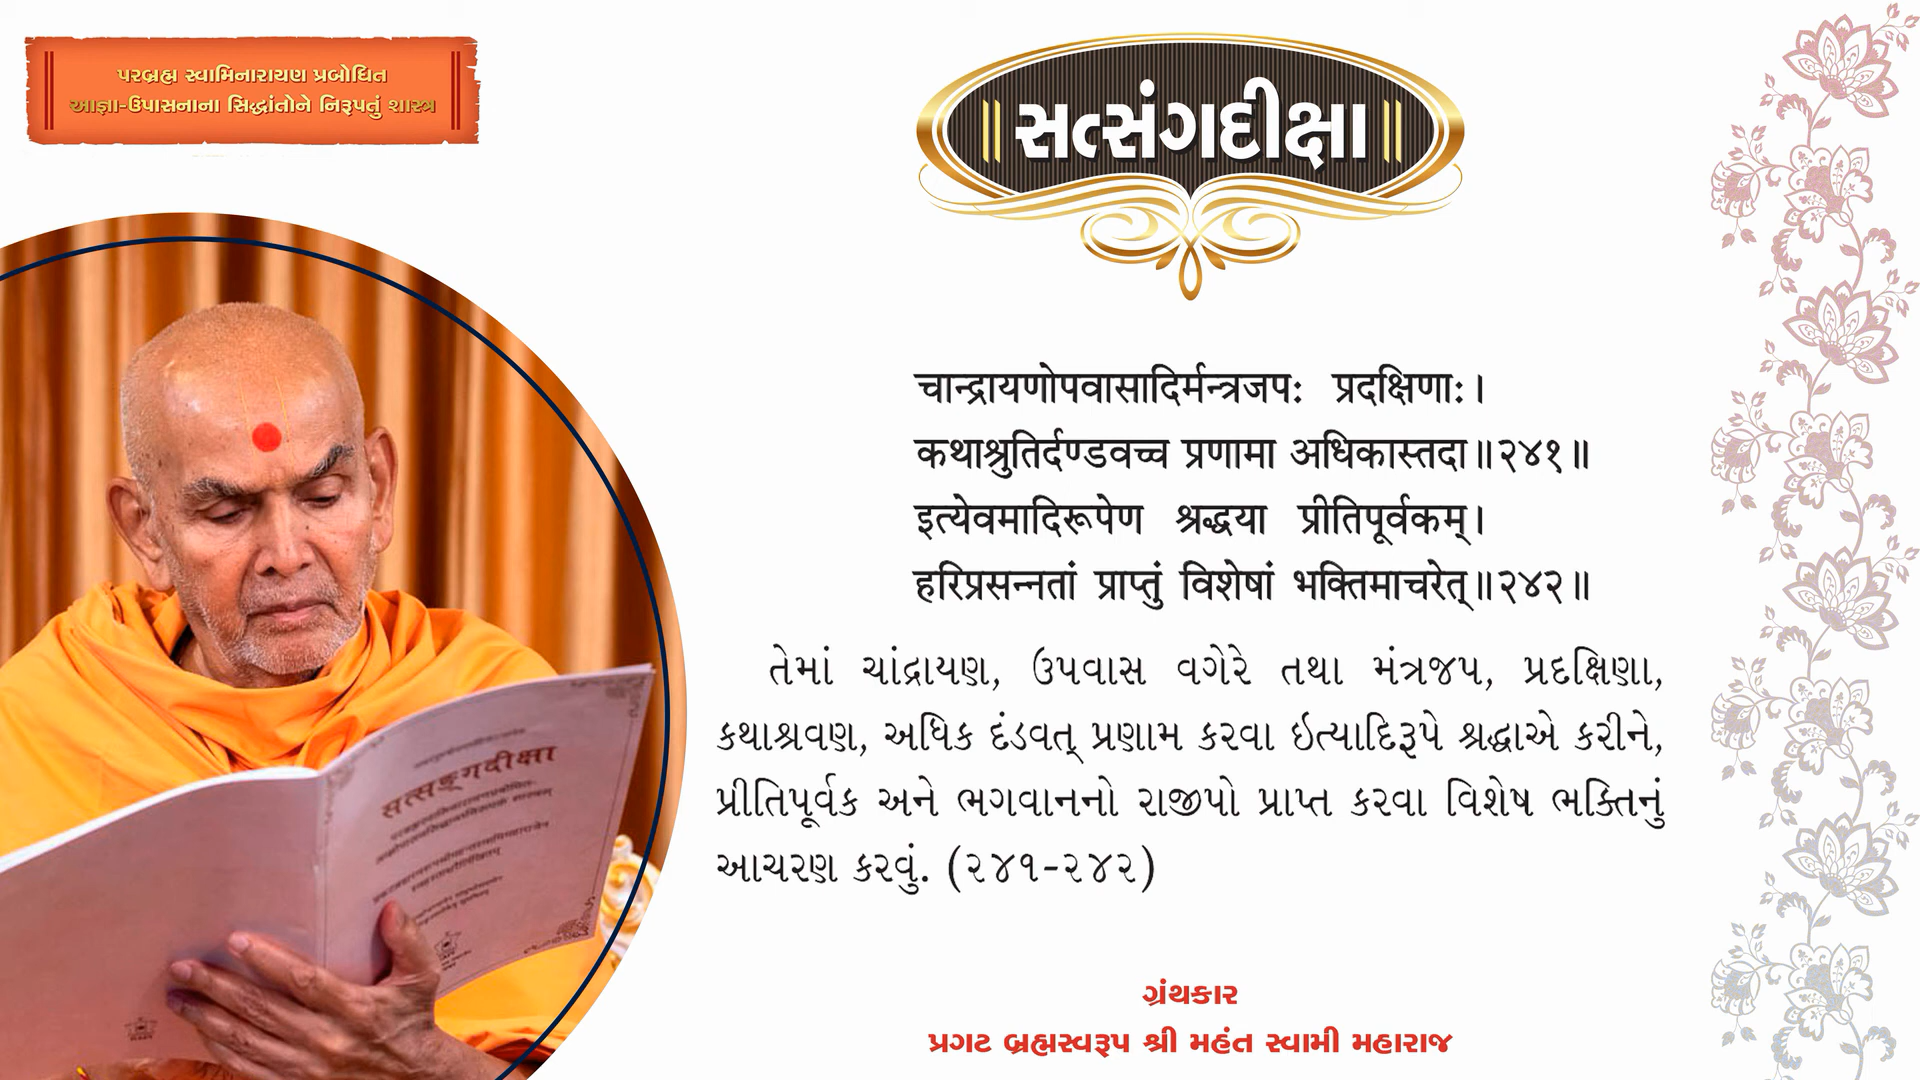 પરબ્રહ્મ સ્વામિનારાયણ પ્રબોધિત
આજ્ઞા-ઉપાસનાના સિદ્ધાંતોને નિરૂપતું શાસ્ત્ર
॥ સત્સંગદીક્ષા ॥
चान्द्रायणोपवासादिर्मन्त्रजपः प्रदक्षिणाः।
कथाश्रुतिर्दण्डवच्च प्रणामा अधिकास्तदा॥२४१॥
इत्येवमादिरूपेण श्रद्धया प्रीतिपूर्वकम्।
हरिप्रसन्नतां प्राप्तुं विशेषां भक्तिमाचरेत्॥२४२॥
તેમાં ચાંદ્રાયણ, ઉપવાસ વગેરે તથા મંત્રજપ, પ્રદક્ષિણા,
કથાશ્રવણ, અધિક દંડવત્ પ્રણામ કરવા ઇત્યાદિરૂપે શ્રદ્ધાએ કરીને,
પ્રીતિપૂર્વક અને ભગવાનનો રાજીપો પ્રાપ્ત કરવા વિશેષ ભક્તિનું
આચરણ કરવું. (૨૪૧-૨૪૨)
सत्सङ्गदीक्षा
ગ્રંથકાર
પ્રગટ બ્રહ્મસ્વરૂપ શ્રી મહંત સ્વામી મહારાજ